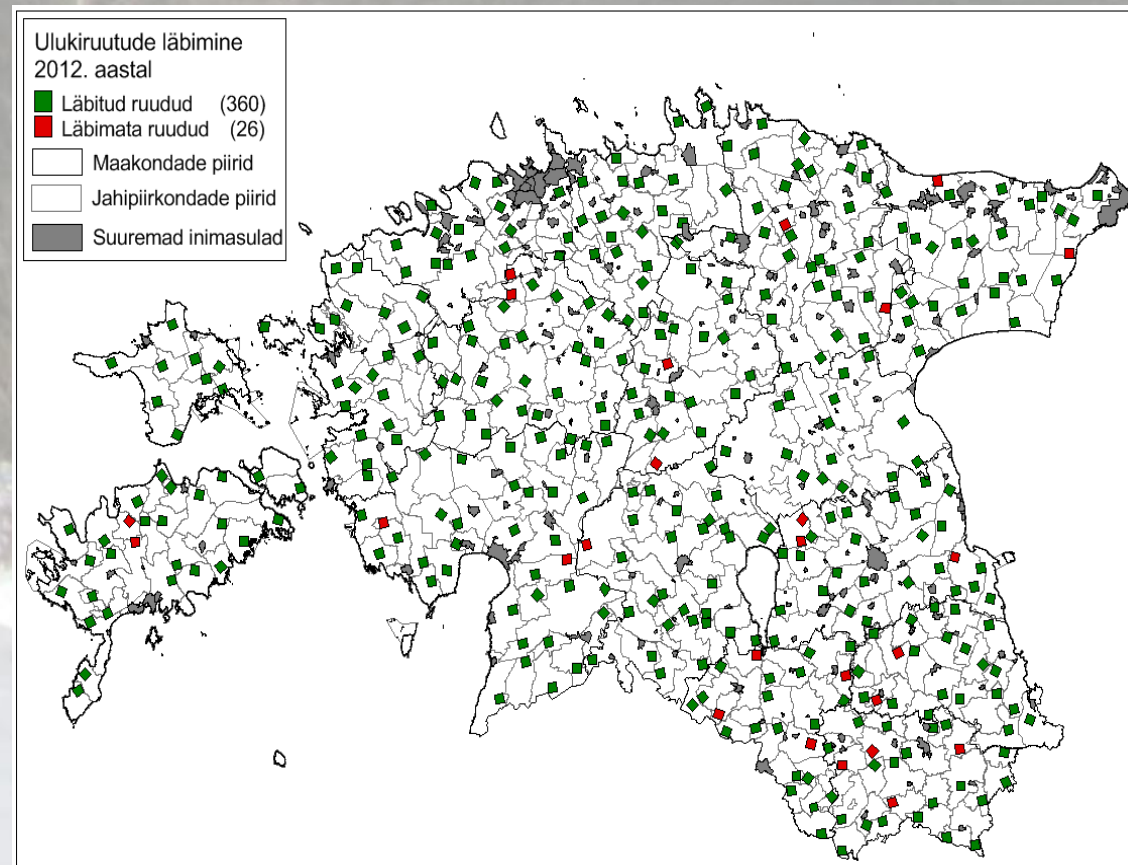 Ulukiruutude läbimine
2012. aastal
Läbitud ruudud (360)
Läbimata ruudud (26)
Maakondade piirid
Jahipiirkondade piirid
Suuremad inimasulad